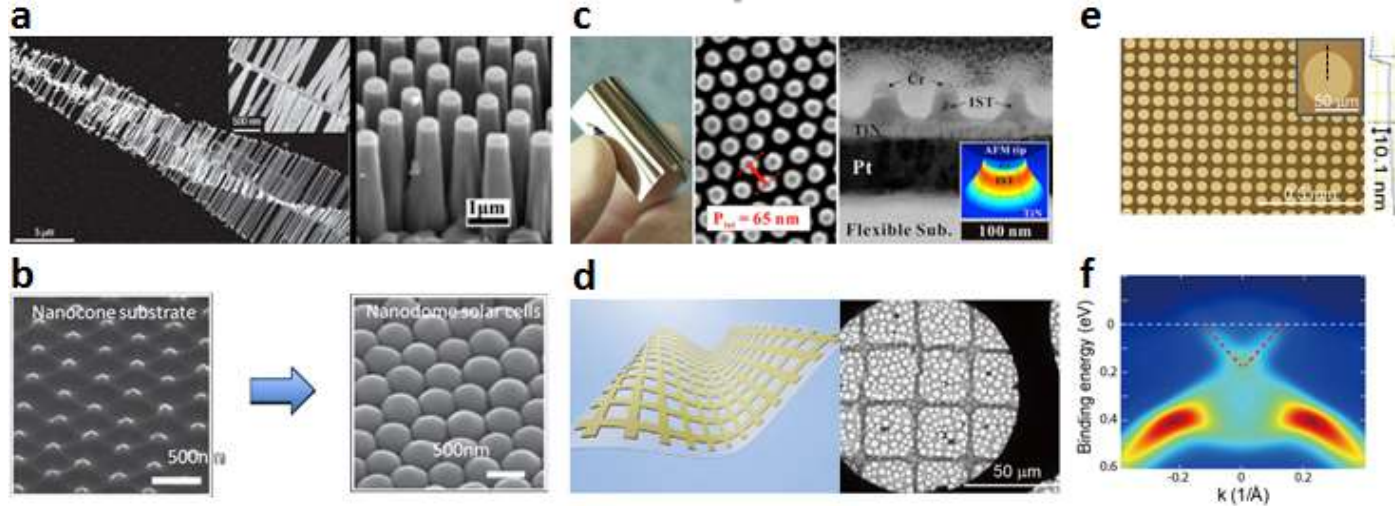 a
500 nm
5 μm
1μm
b
Nanocone substrate
500nm
Nanodome solar cells
500nm
c
P_hol = 65 nm
Cr
IST
TiN
Pt
AFM tip
IST
TiN
Flexible Sub.
100 nm
d
50 μm
e
50 μm
10.1 nm
f
Binding energy (eV)
0
0.2
0.4
0.6
-0.2
0
0.2
k (1/Å)